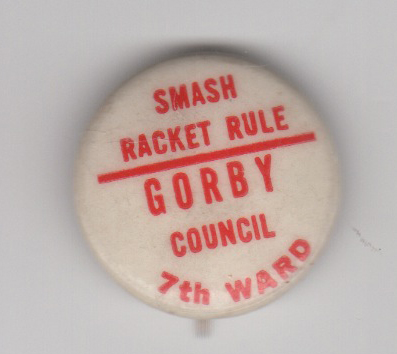 SMASH
RACKET RULE
GORBY
COUNCIL
7th WARD